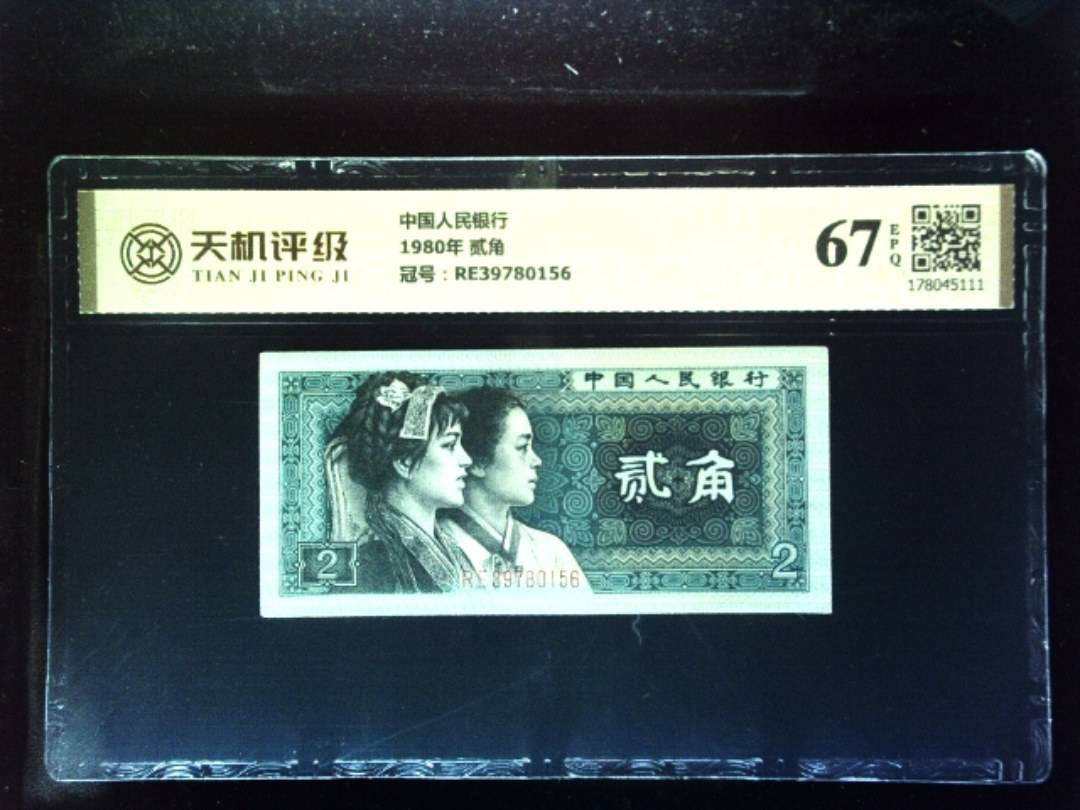 天机评级
TIAN JI PING JI
中国人民银行
1980年 贰角
冠号：RE39780156
67
EPQ
178045111
中国人民银行
贰角
2
2
RE39780156